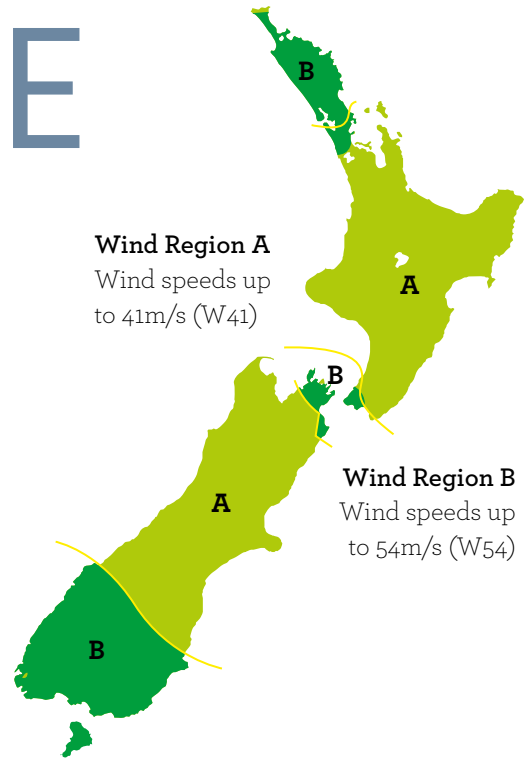 E
B
Wind Region A
Wind speeds up
to 41m/s (W41)
A
B
Wind Region B
Wind speeds up
to 54m/s (W54)
A
B